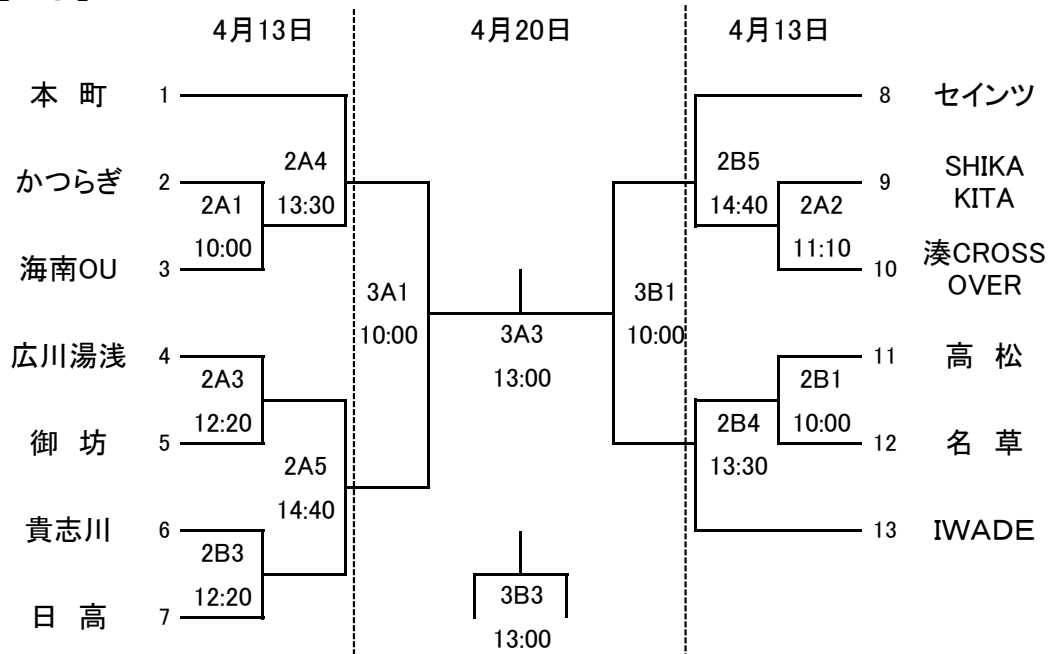 4月13日 4月20日 4月13日
本 町 1
8 セインツ
2A4
13:30
2B5
14:40
かつらぎ 2
9 SHIKA
KITA
2A1
10:00
2A2
11:10
海南OU 3
10 湊CROSS
OVER
3A1
10:00
3A3
13:00
3B1
10:00
広川湯浅 4
11 高 松
2A3
12:20
2B1
10:00
御 坊 5
12 名 草
2A5
14:40
2B4
13:30
貴志川 6
13 IWADE
2B3
12:20
3B3
13:00
日 高 7